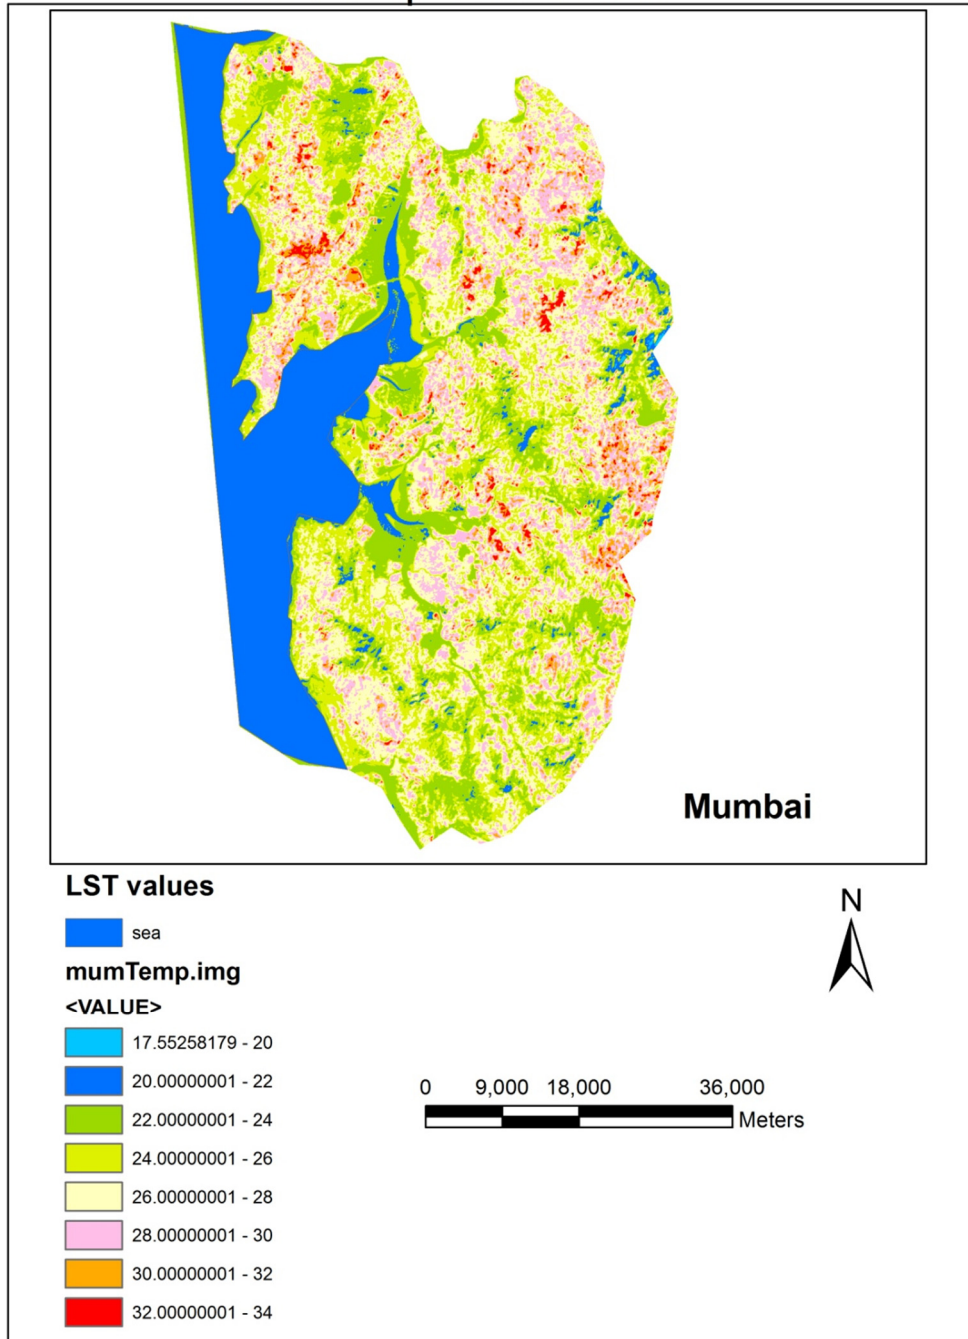 Mumbai
LST values
sea
mumTemp.img
<VALUE>
17.55258179 - 20
20.00000001 - 22
22.00000001 - 24
24.00000001 - 26
26.00000001 - 28
28.00000001 - 30
30.00000001 - 32
32.00000001 - 34
N
0 9,000 18,000 36,000
Meters